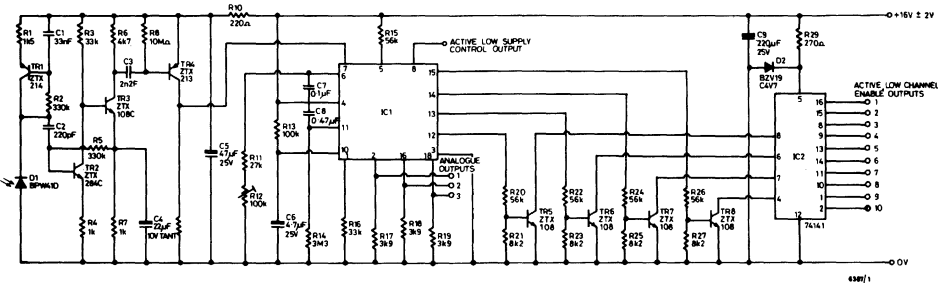 R10
220Ω
+16V ± 2V
R1
1k5
C1
33nF
R3
33k
R6
4k7
R8
10MΩ
TR4
ZTX
213
C3
2n2F
TR1
ZTX
214
R2
330k
C2
220pF
TR3
ZTX
108C
R5
330k
TR2
ZTX
284C
D1
BPW41D
R4
1k
R7
1k
C4
22µF
10V TANT
C5
47µF
25V
R13
100k
R11
27k
R12
100k
C6
4·7µF
25V
C7
0·1µF
C8
0·47µF
R14
3M3
R15
56k
ACTIVE LOW SUPPLY
CONTROL OUTPUT
7
5
8
6
4
11
10
IC1
15
14
13
12
2
16
18
3
ANALOGUE
OUTPUTS
1
2
3
R16
33k
R17
3k9
R18
3k9
R19
3k9
R20
56k
R21
8k2
TR5
ZTX
108
R22
56k
R23
8k2
TR6
ZTX
108
R24
56k
R25
8k2
TR7
ZTX
108
R26
56k
R27
8k2
TR8
ZTX
108
C9
220µF
25V
R29
270Ω
D2
BZV19
C4V7
ACTIVE LOW CHANNEL
ENABLE OUTPUTS
5
8
6
7
4
IC2
12
74141
16 1
15 2
8 3
9 4
13 5
14 6
11 7
10 8
1 9
2 10
0V
6387/1